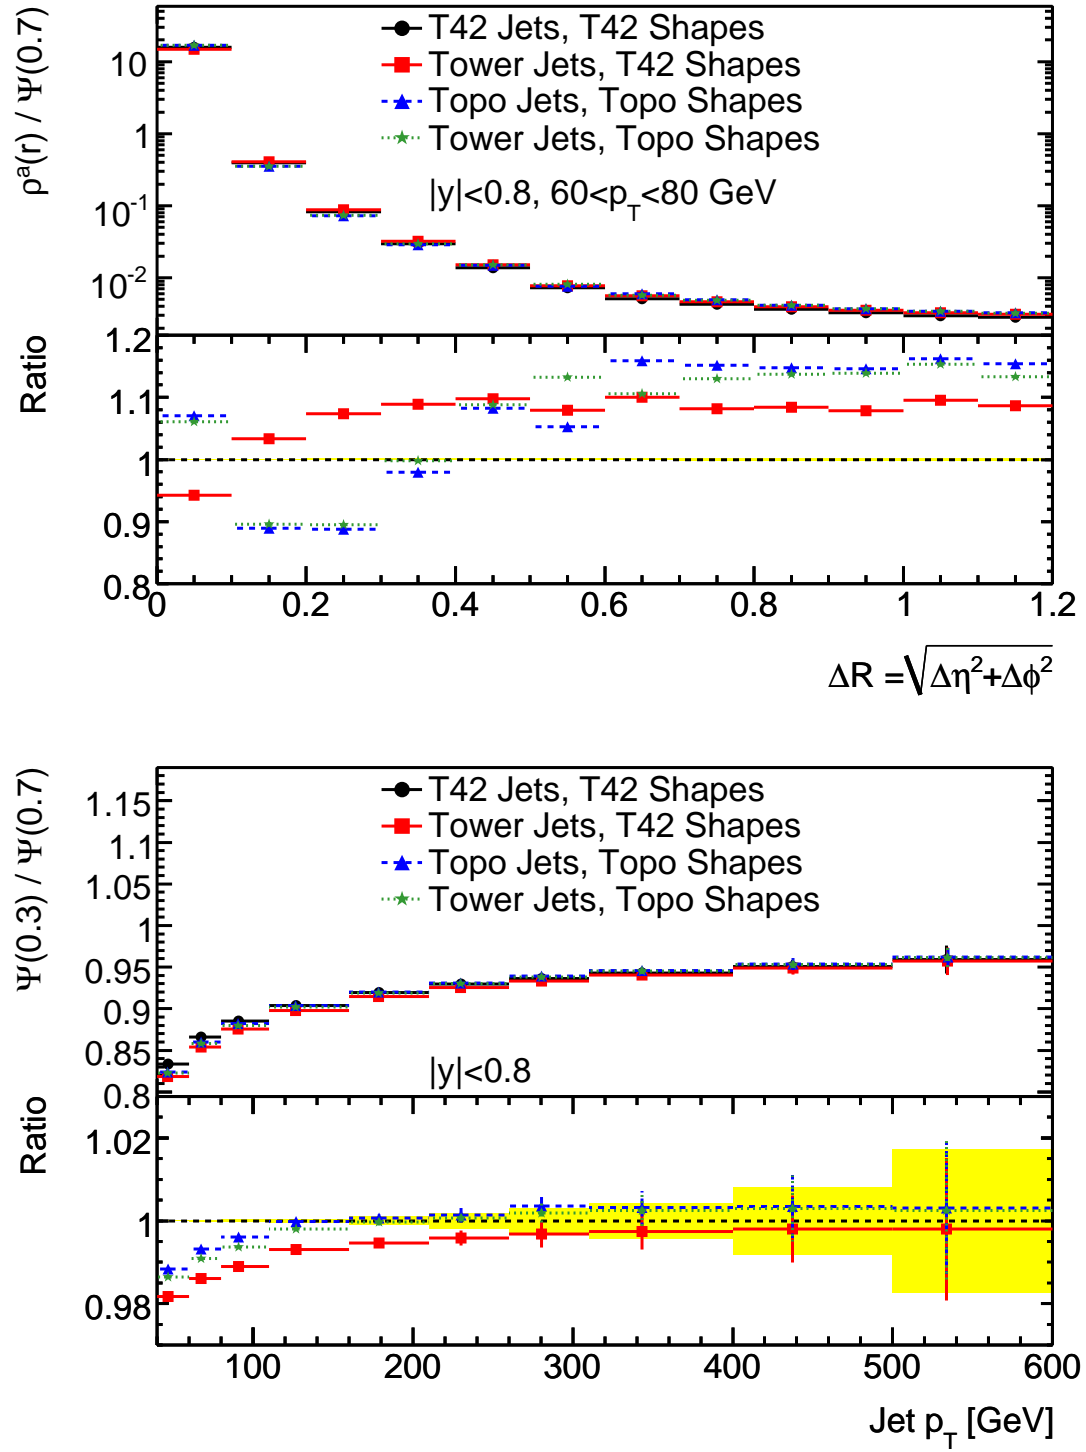 ρᵃ(r) / Ψ(0.7)
T42 Jets, T42 Shapes
Tower Jets, T42 Shapes
Topo Jets, Topo Shapes
Tower Jets, Topo Shapes
|y|<0.8, 60<p_T<80 GeV
10
1
10⁻¹
10⁻²
Ratio
1.2
1.1
1
0.9
0.8
0 0.2 0.4 0.6 0.8 1 1.2
ΔR = √Δη²+Δϕ²
Ψ(0.3) / Ψ(0.7)
T42 Jets, T42 Shapes
Tower Jets, T42 Shapes
Topo Jets, Topo Shapes
Tower Jets, Topo Shapes
1.15
1.1
1.05
1
0.95
0.9
0.85
0.8
|y|<0.8
Ratio
1.02
1
0.98
100 200 300 400 500 600
Jet p_T [GeV]